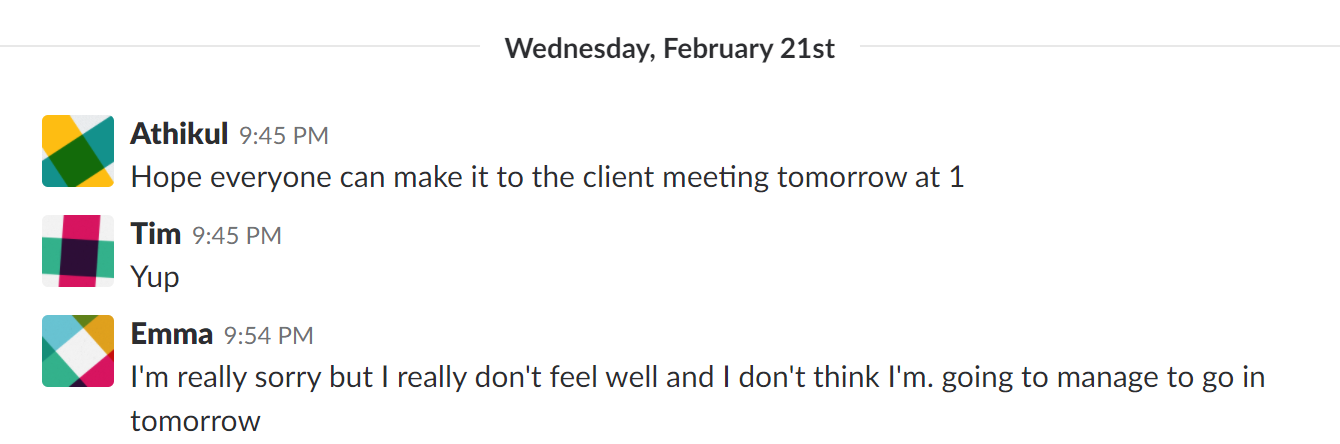 Wednesday, February 21st
Athikul 9:45 PM
Hope everyone can make it to the client meeting tomorrow at 1
Tim 9:45 PM
Yup
Emma 9:54 PM
I'm really sorry but I really don't feel well and I don't think I'm. going to manage to go in
tomorrow